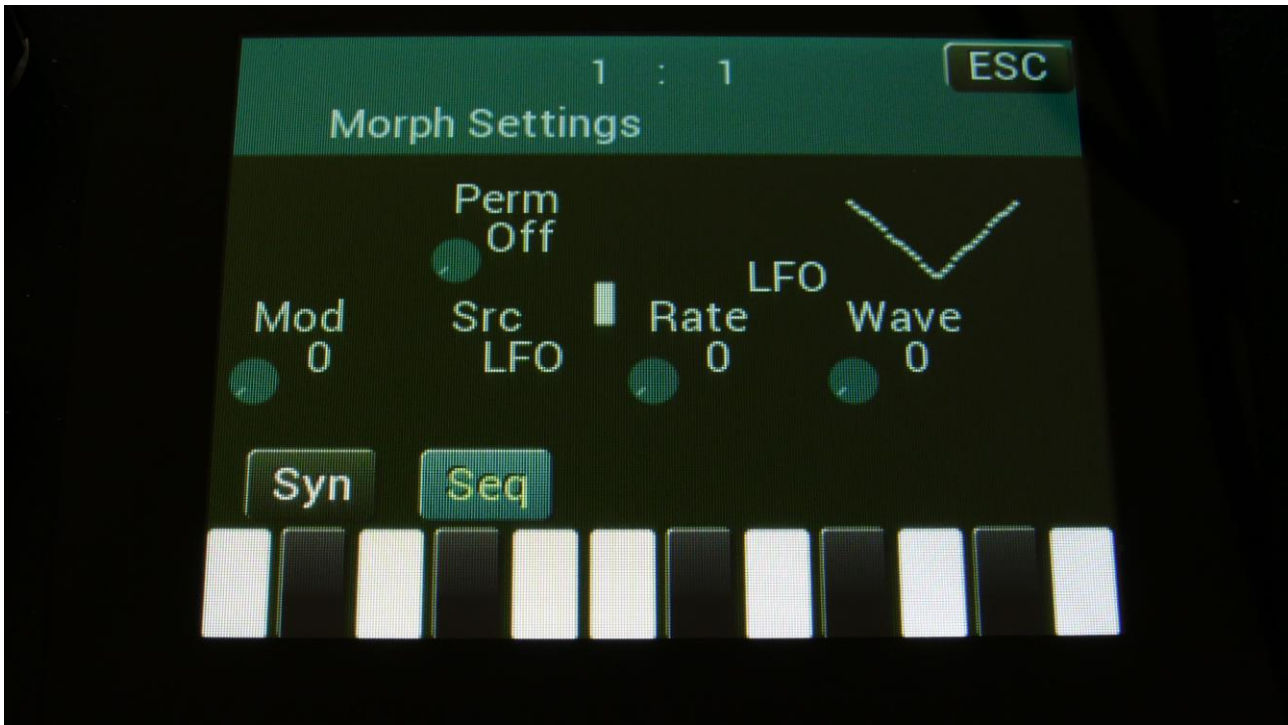 1 : 1 ESC
Morph Settings
Perm
Off
LFO
Mod Src Rate Wave
0 LFO 0 0
Syn Seq